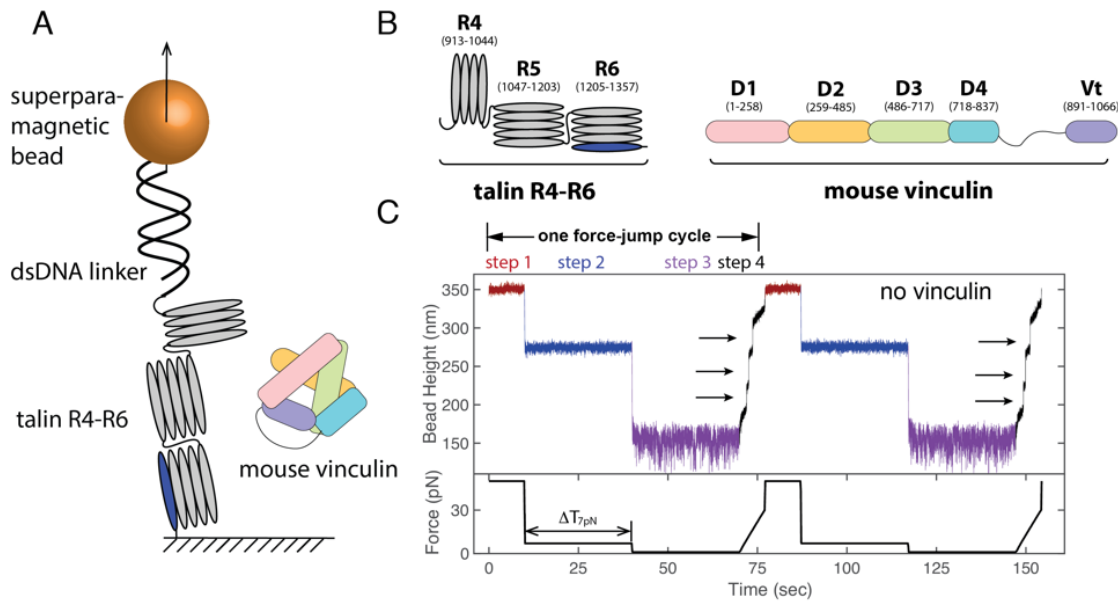 A
superpara-
magnetic
bead
dsDNA linker
talin R4-R6
mouse vinculin
B
R4
(913-1044)
R5
(1047-1203)
R6
(1205-1357)
talin R4-R6
D1
(1-258)
D2
(259-485)
D3
(486-717)
D4
(718-837)
Vt
(891-1066)
mouse vinculin
C
one force-jump cycle
step 1 step 2 step 3 step 4
no vinculin
Bead Height (nm)
350
300
250
200
150
Force (pN)
30
0
ΔT7pN
0 25 50 75 100 125 150
Time (sec)